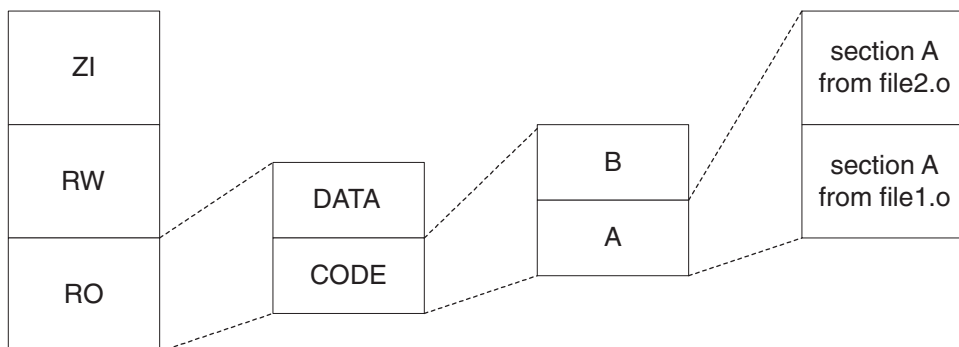 ZI
RW
RO
DATA
CODE
B
A
section A
from file2.o
section A
from file1.o